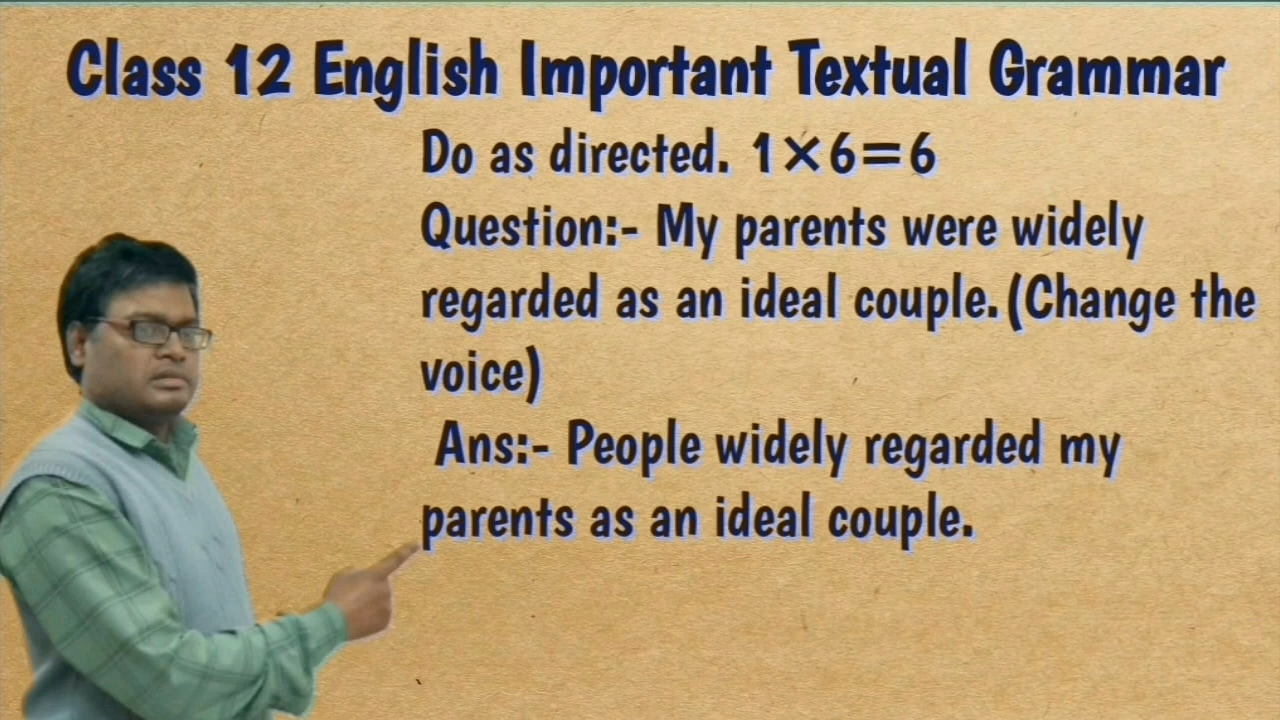 Class 12 English Important Textual Grammar
Do as directed. 1×6=6
Question:- My parents were widely
regarded as an ideal couple.(Change the
voice)
Ans:- People widely regarded my
parents as an ideal couple.